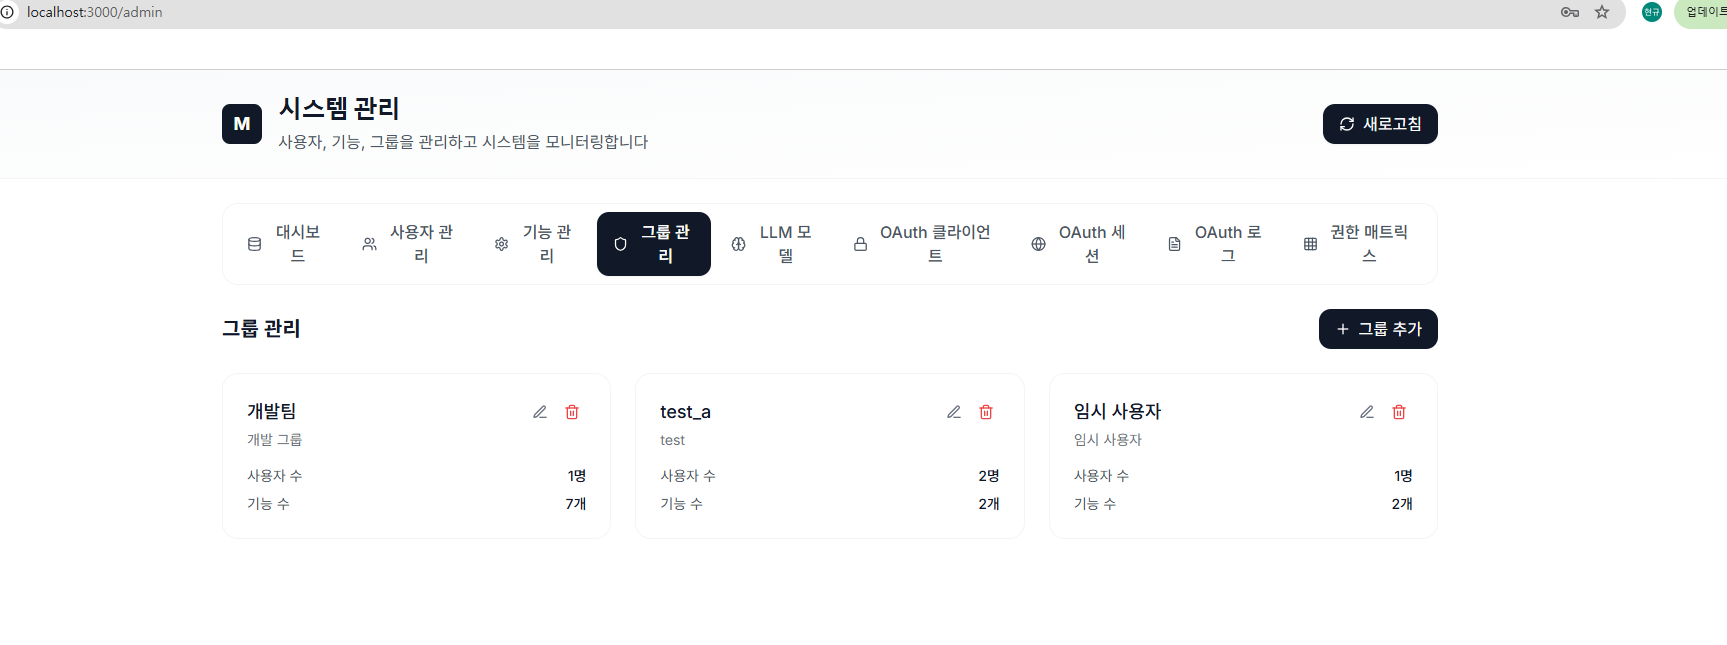 localhost:3000/admin
현규
업데이트
M
시스템 관리
사용자, 기능, 그룹을 관리하고 시스템을 모니터링합니다
새로고침
대시보
드
사용자 관
리
기능 관
리
그룹 관
리
LLM 모
델
OAuth 클라이언
트
OAuth 세
션
OAuth 로
그
권한 매트릭
스
그룹 관리
그룹 추가
개발팀
개발 그룹
사용자 수 1명
기능 수 7개
test_a
test
사용자 수 2명
기능 수 2개
임시 사용자
임시 사용자
사용자 수 1명
기능 수 2개